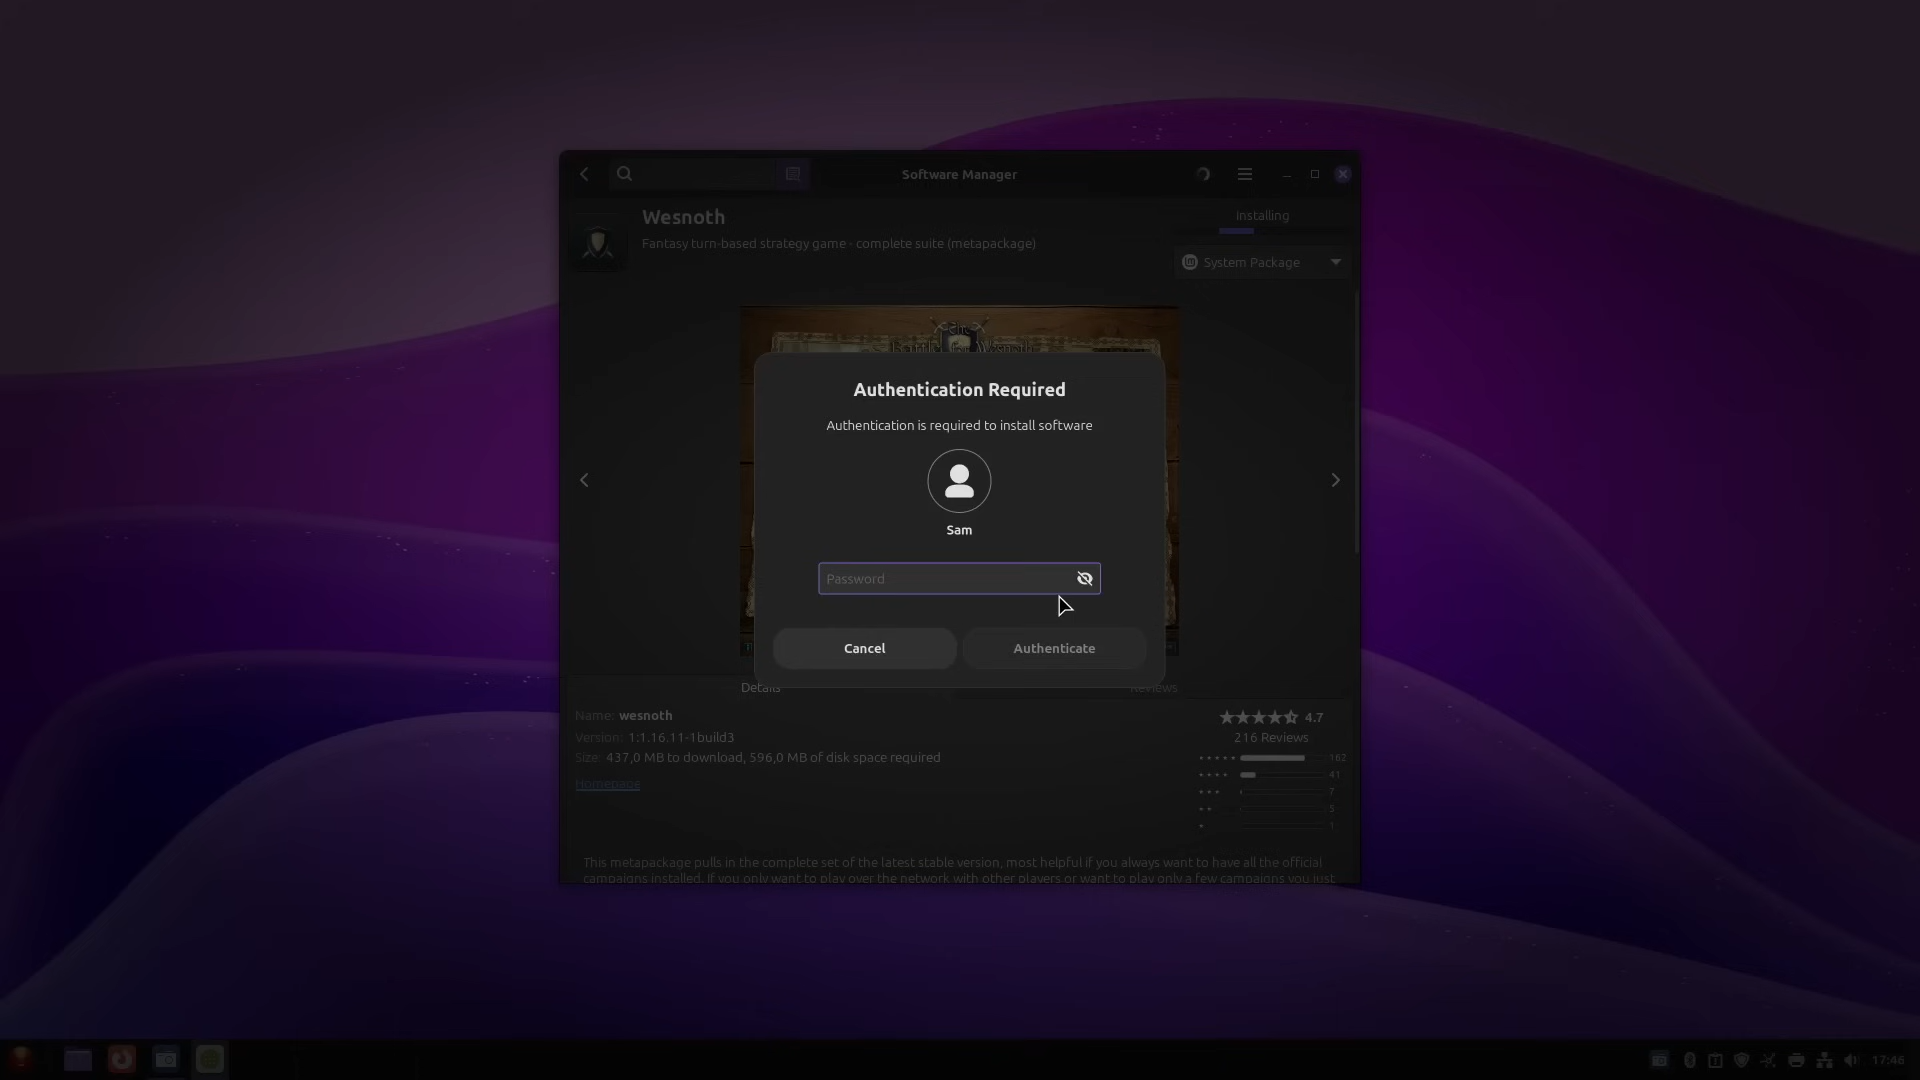 Software Manager
Wesnoth
Fantasy turn-based strategy game - complete suite (metapackage)
Installing
System Package
Authentication Required
Authentication is required to install software
Sam
Password
Cancel
Authenticate
Details
Reviews
Name: wesnoth
Version: 1:1.16.11-1build3
Size: 437,0 MB to download, 596,0 MB of disk space required
Homepage
4.7
216 Reviews
162
41
7
5
1
This metapackage pulls in the complete set of the latest stable version, most helpful if you always want to have all the official
campaigns installed. If you only want to play over the network with other players or want to play only a few campaigns you just
17:46